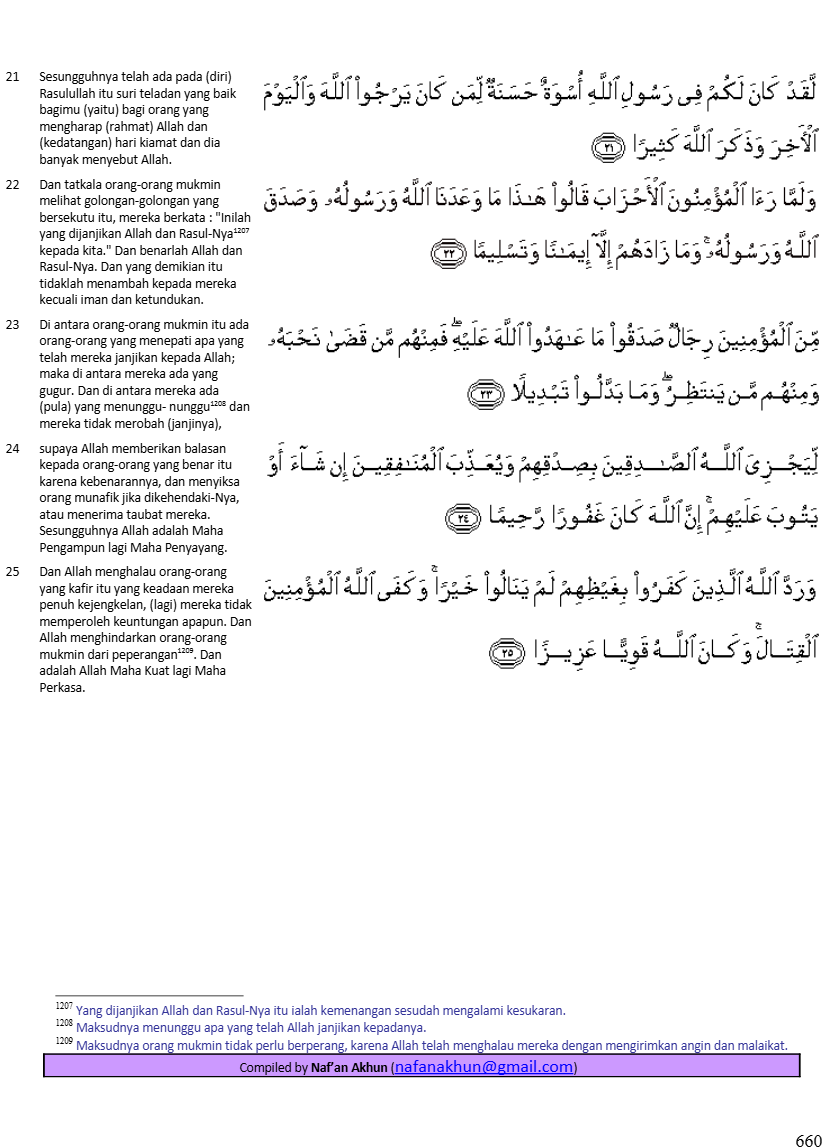 21 Sesungguhnya telah ada pada (diri)
Rasulullah itu suri teladan yang baik
bagimu (yaitu) bagi orang yang
mengharap (rahmat) Allah dan
(kedatangan) hari kiamat dan dia
banyak menyebut Allah.
لَّقَدْ كَانَ لَكُمْ فِى رَسُولِ ٱللَّهِ أُسْوَةٌ حَسَنَةٌ لِّمَن كَانَ يَرْجُوا۟ ٱللَّهَ وَٱلْيَوْمَ
ٱلْأَخِرَ وَذَكَرَ ٱللَّهَ كَثِيرًا ٢١
22 Dan tatkala orang-orang mukmin
melihat golongan-golongan yang
bersekutu itu, mereka berkata : "Inilah
yang dijanjikan Allah dan Rasul-Nya1207
kepada kita." Dan benarlah Allah dan
Rasul-Nya. Dan yang demikian itu
tidaklah menambah kepada mereka
kecuali iman dan ketundukan.
وَلَمَّا رَءَا ٱلْمُؤْمِنُونَ ٱلْأَحْزَابَ قَالُوا۟ هَـٰذَا مَا وَعَدَنَا ٱللَّهُ وَرَسُولُهُۥ وَصَدَقَ
ٱللَّهُ وَرَسُولُهُۥ ۚ وَمَا زَادَهُمْ إِلَّآ إِيمَـٰنًا وَتَسْلِيمًا ٢٢
23 Di antara orang-orang mukmin itu ada
orang-orang yang menepati apa yang
telah mereka janjikan kepada Allah;
maka di antara mereka ada yang
gugur. Dan di antara mereka ada
(pula) yang menunggu- nunggu1208 dan
mereka tidak merobah (janjinya),
مِّنَ ٱلْمُؤْمِنِينَ رِجَالٌ صَدَقُوا۟ مَا عَـٰهَدُوا۟ ٱللَّهَ عَلَيْهِ ۖ فَمِنْهُم مَّن قَضَىٰ نَحْبَهُۥ
وَمِنْهُم مَّن يَنتَظِرُ ۖ وَمَا بَدَّلُوا۟ تَبْدِيلًا ٢٣
24 supaya Allah memberikan balasan
kepada orang-orang yang benar itu
karena kebenarannya, dan menyiksa
orang munafik jika dikehendaki-Nya,
atau menerima taubat mereka.
Sesungguhnya Allah adalah Maha
Pengampun lagi Maha Penyayang.
لِّيَجْزِىَ ٱللَّهُ ٱلصَّـٰدِقِينَ بِصِدْقِهِمْ وَيُعَذِّبَ ٱلْمُنَـٰفِقِينَ إِن شَآءَ أَوْ
يَتُوبَ عَلَيْهِمْ ۚ إِنَّ ٱللَّهَ كَانَ غَفُورًا رَّحِيمًا ٢٤
25 Dan Allah menghalau orang-orang
yang kafir itu yang keadaan mereka
penuh kejengkelan, (lagi) mereka tidak
memperoleh keuntungan apapun. Dan
Allah menghindarkan orang-orang
mukmin dari peperangan1209. Dan
adalah Allah Maha Kuat lagi Maha
Perkasa.
وَرَدَّ ٱللَّهُ ٱلَّذِينَ كَفَرُوا۟ بِغَيْظِهِمْ لَمْ يَنَالُوا۟ خَيْرًا ۚ وَكَفَى ٱللَّهُ ٱلْمُؤْمِنِينَ
ٱلْقِتَالَ ۚ وَكَانَ ٱللَّهُ قَوِيًّا عَزِيزًا ٢٥
1207 Yang dijanjikan Allah dan Rasul-Nya itu ialah kemenangan sesudah mengalami kesukaran.
1208 Maksudnya menunggu apa yang telah Allah janjikan kepadanya.
1209 Maksudnya orang mukmin tidak perlu berperang, karena Allah telah menghalau mereka dengan mengirimkan angin dan malaikat.
Compiled by Naf'an Akhun (nafanakhun@gmail.com)
660